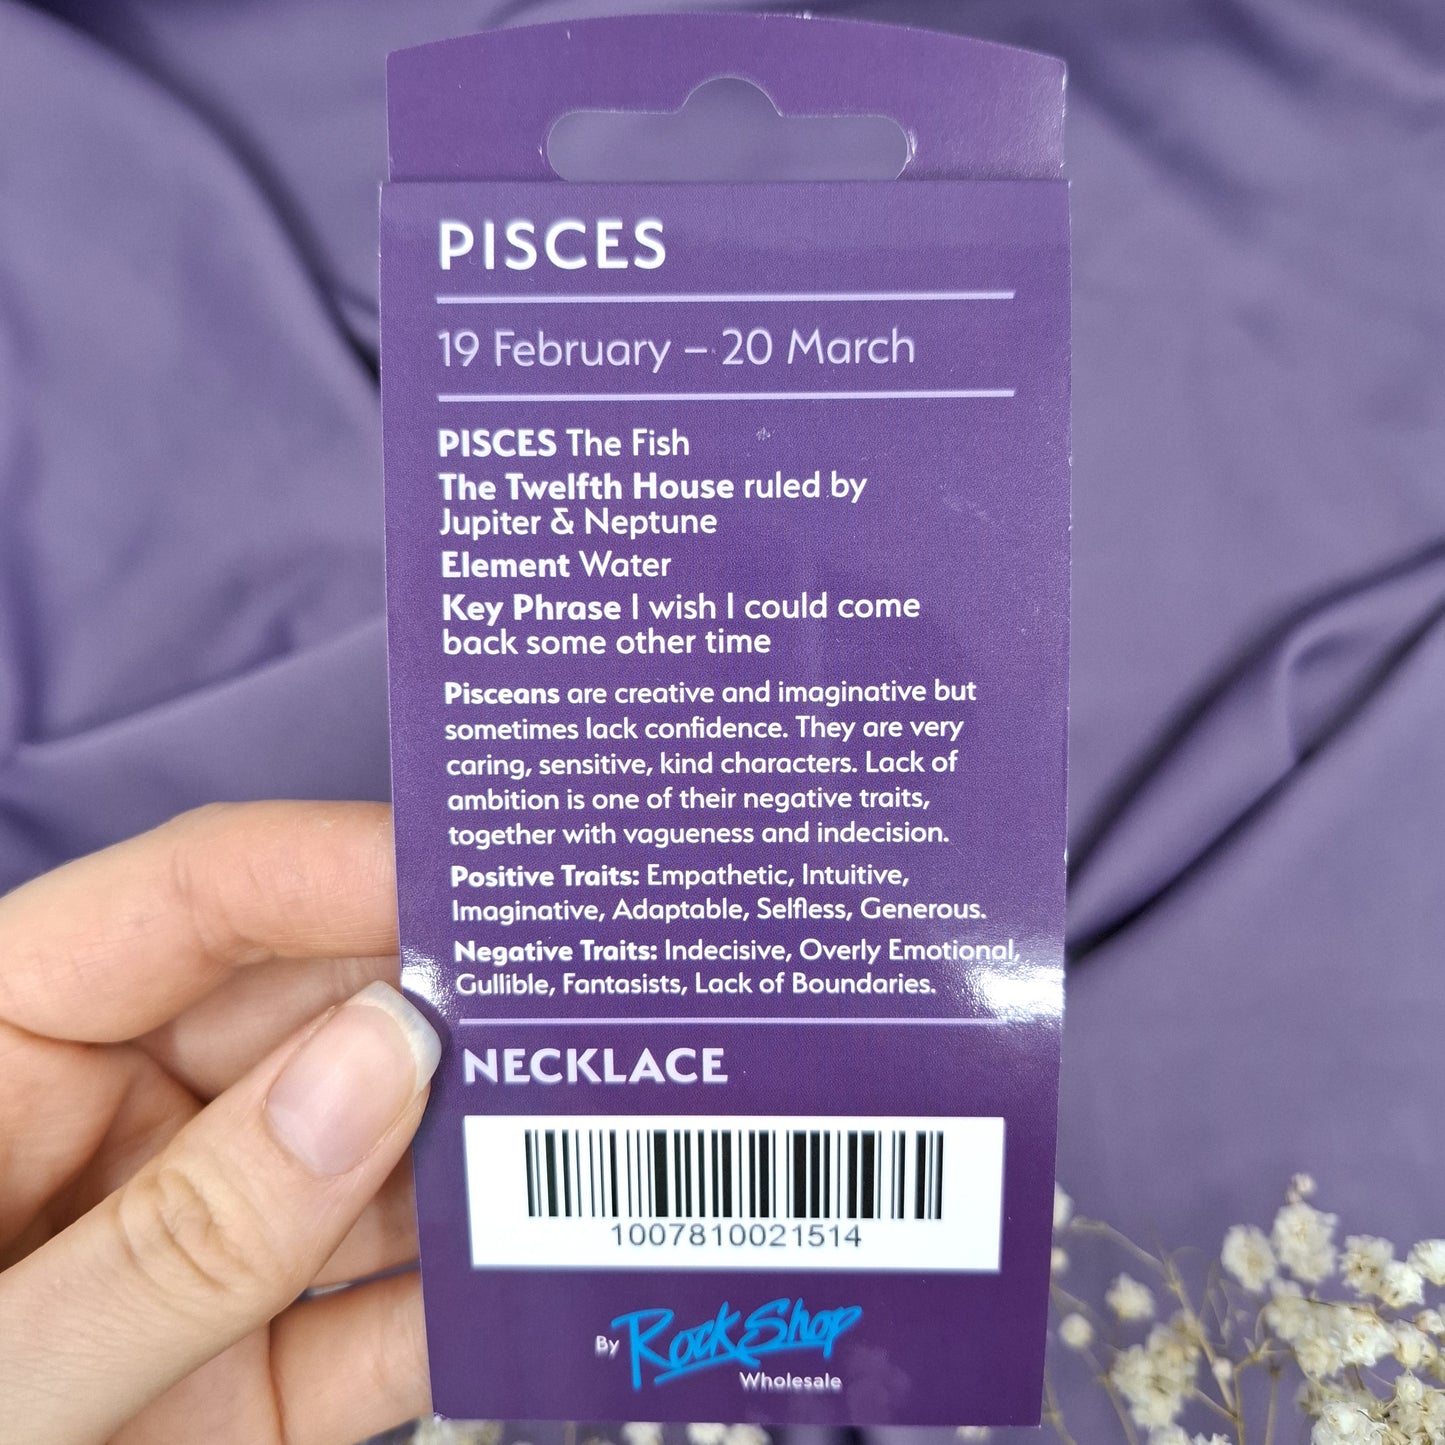 PISCES
19 February – 20 March
PISCES The Fish
The Twelfth House ruled by
Jupiter & Neptune
Element Water
Key Phrase I wish I could come
back some other time
Pisceans are creative and imaginative but
sometimes lack confidence. They are very
caring, sensitive, kind characters. Lack of
ambition is one of their negative traits,
together with vagueness and indecision.
Positive Traits: Empathetic, Intuitive,
Imaginative, Adaptable, Selfless, Generous.
Negative Traits: Indecisive, Overly Emotional,
Gullible, Fantasists, Lack of Boundaries.
NECKLACE
1007810021514
By RockShop
Wholesale